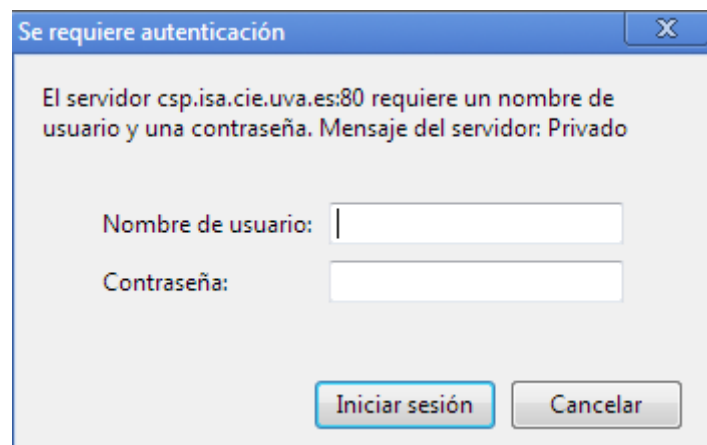 Se requiere autenticación
El servidor csp.isa.cie.uva.es:80 requiere un nombre de
usuario y una contraseña. Mensaje del servidor: Privado
Nombre de usuario:
Contraseña:
Iniciar sesión
Cancelar